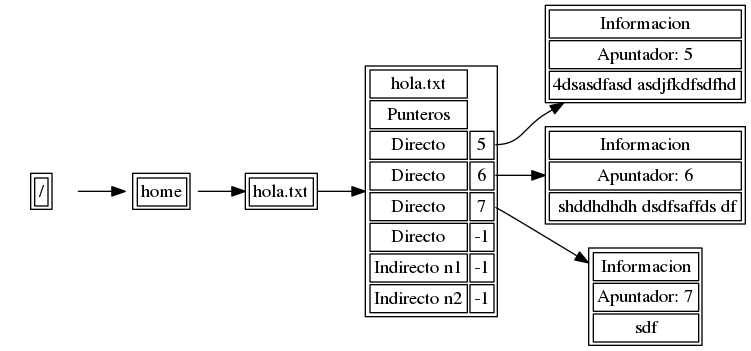 /
home
hola.txt
hola.txt
Punteros
Directo 5
Directo 6
Directo 7
Directo -1
Indirecto n1 -1
Indirecto n2 -1
Informacion
Apuntador: 5
4dsasdfasd asdjfkdfsdfhd
Informacion
Apuntador: 6
shddhdhdh dsdfsaffds df
Informacion
Apuntador: 7
sdf